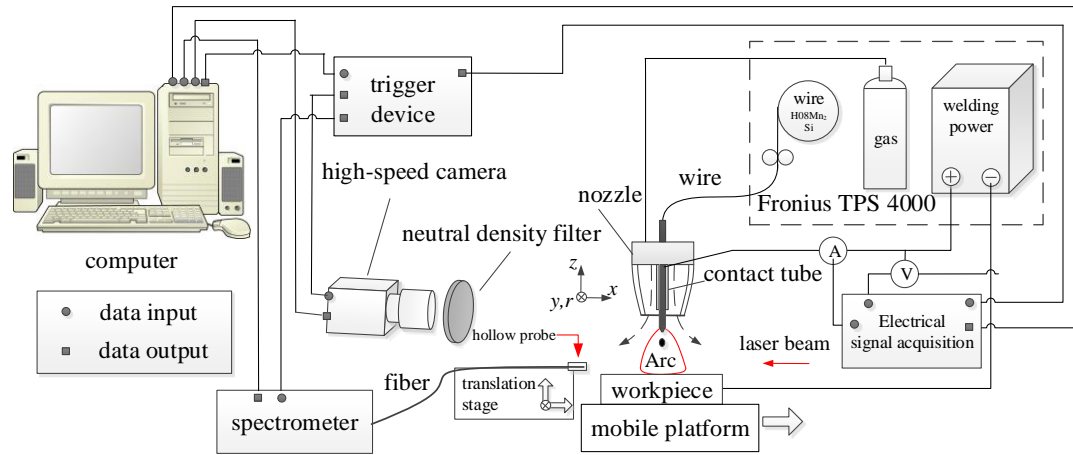 trigger
device
high-speed camera
neutral density filter
computer
data input
data output
hollow probe
fiber
spectrometer
translation
stage
z
y,r
x
nozzle
wire
wire
H08Mn₂
Si
gas
welding
power
+
−
Fronius TPS 4000
A
V
contact tube
Electrical
signal acquisition
laser beam
Arc
workpiece
mobile platform